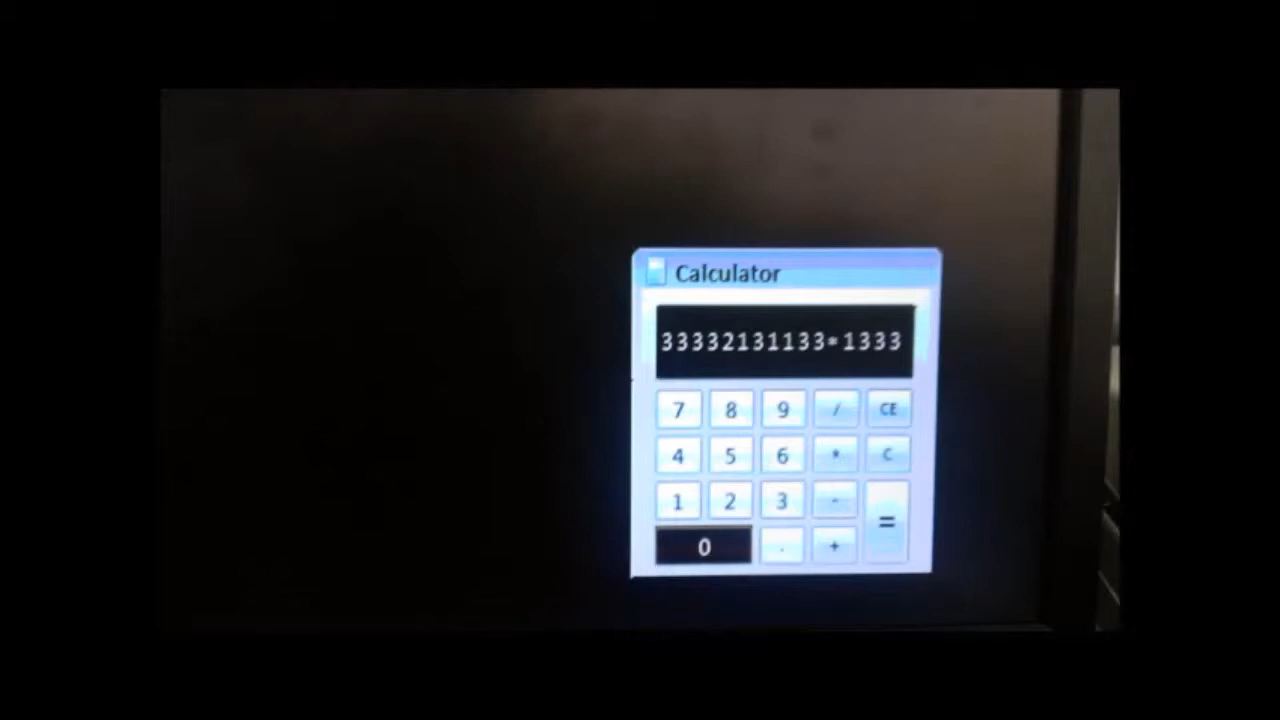 Calculator
33332131133*1333
7 8 9 / CE
4 5 6 * C
1 2 3 - =
0 . +